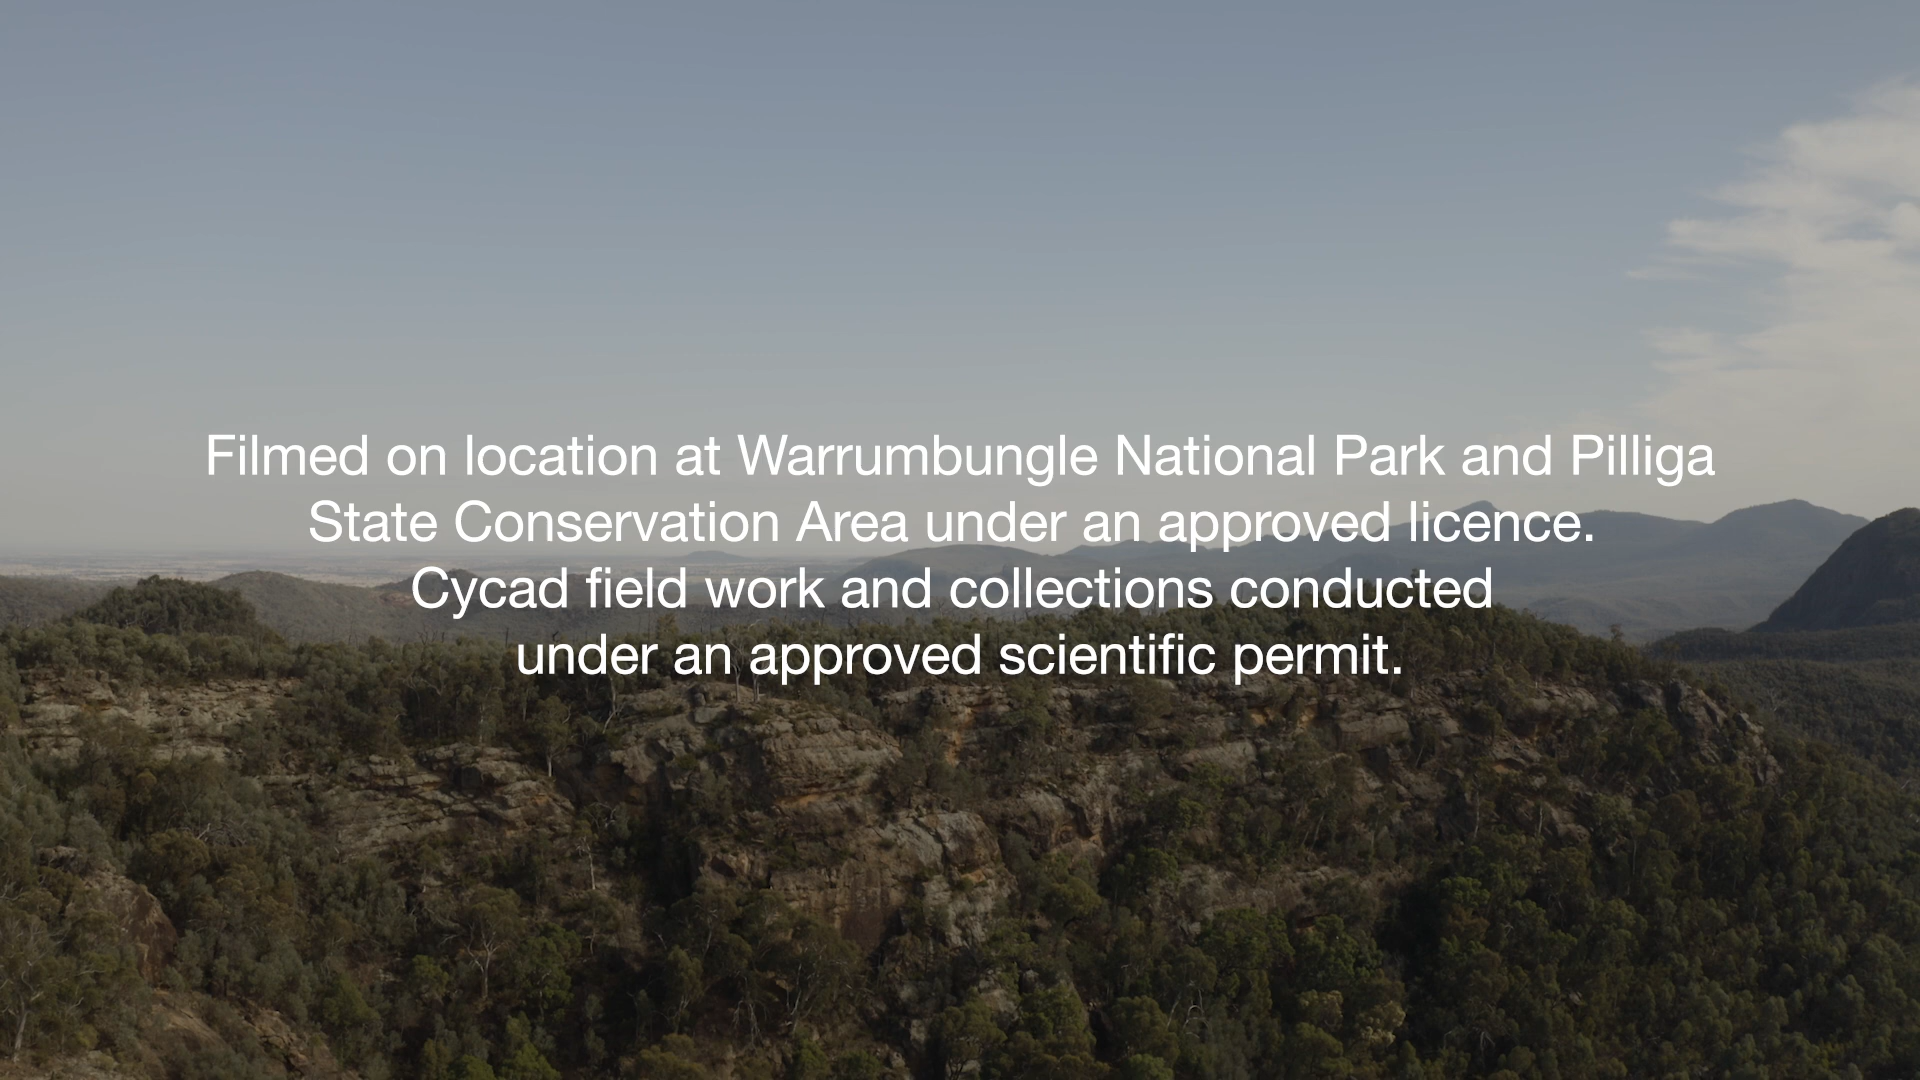 Filmed on location at Warrumbungle National Park and Pilliga
State Conservation Area under an approved licence.
Cycad field work and collections conducted
under an approved scientific permit.